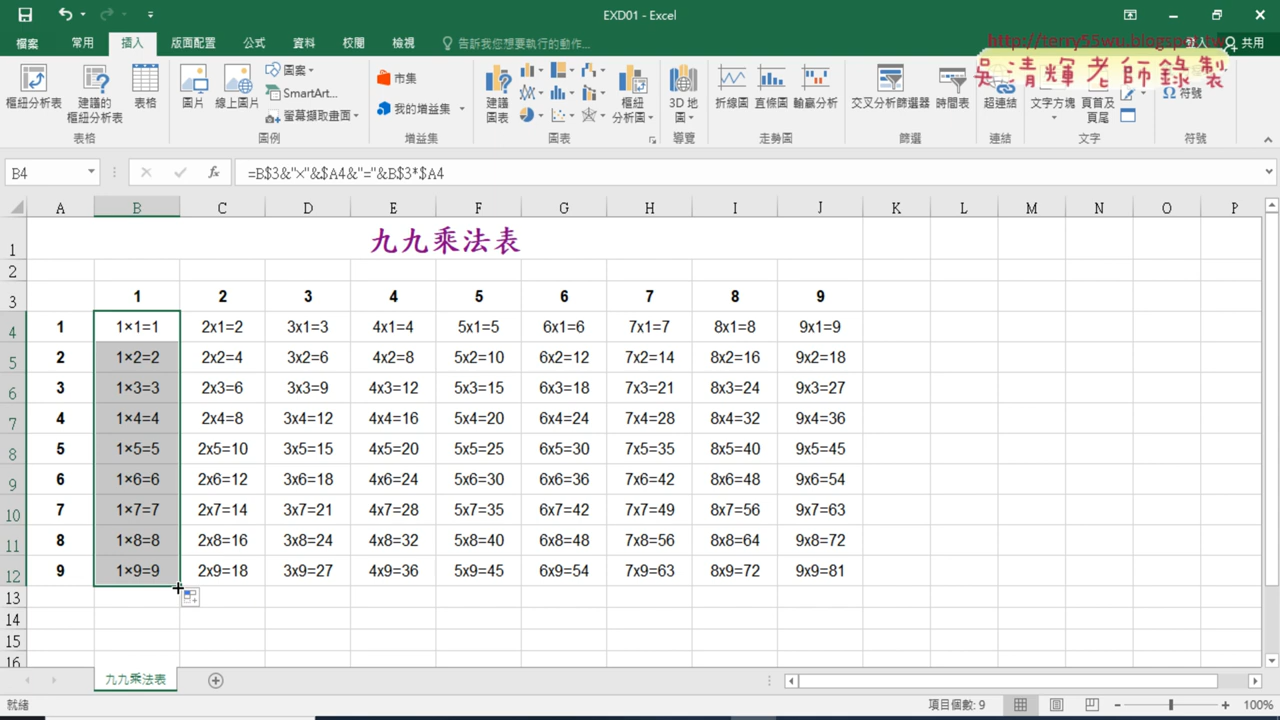 EXD01 - Excel
檔案 常用 插入 版面配置 公式 資料 校閱 檢視 告訴我您想要執行的動作... 登入 共用
http://terry55wu.blogspot.tw
吳清輝老師錄製
樞紐分析表 建議的樞紐分析表 表格 圖片 線上圖片 圖案 SmartArt... 螢幕擷取畫面 市集 我的增益集 建議圖表 樞紐分析圖 3D 地圖 折線圖 直條圖 輸贏分析 交叉分析篩選器 時間表 超連結 文字方塊 頁首及頁尾 符號
表格 圖例 增益集 圖表 導覽 走勢圖 篩選 連結 文字 符號
B4 fx =B$3&"×"&$A4&"="&B$3*$A4
A B C D E F G H I J K L M N O P
1 九九乘法表
2
3 1 2 3 4 5 6 7 8 9
4 1 1×1=1 2x1=2 3x1=3 4x1=4 5x1=5 6x1=6 7x1=7 8x1=8 9x1=9
5 2 1×2=2 2x2=4 3x2=6 4x2=8 5x2=10 6x2=12 7x2=14 8x2=16 9x2=18
6 3 1×3=3 2x3=6 3x3=9 4x3=12 5x3=15 6x3=18 7x3=21 8x3=24 9x3=27
7 4 1×4=4 2x4=8 3x4=12 4x4=16 5x4=20 6x4=24 7x4=28 8x4=32 9x4=36
8 5 1×5=5 2x5=10 3x5=15 4x5=20 5x5=25 6x5=30 7x5=35 8x5=40 9x5=45
9 6 1×6=6 2x6=12 3x6=18 4x6=24 5x6=30 6x6=36 7x6=42 8x6=48 9x6=54
10 7 1×7=7 2x7=14 3x7=21 4x7=28 5x7=35 6x7=42 7x7=49 8x7=56 9x7=63
11 8 1×8=8 2x8=16 3x8=24 4x8=32 5x8=40 6x8=48 7x8=56 8x8=64 9x8=72
12 9 1×9=9 2x9=18 3x9=27 4x9=36 5x9=45 6x9=54 7x9=63 8x9=72 9x9=81
13
14
15
16
九九乘法表
就緒 項目個數: 9 100%